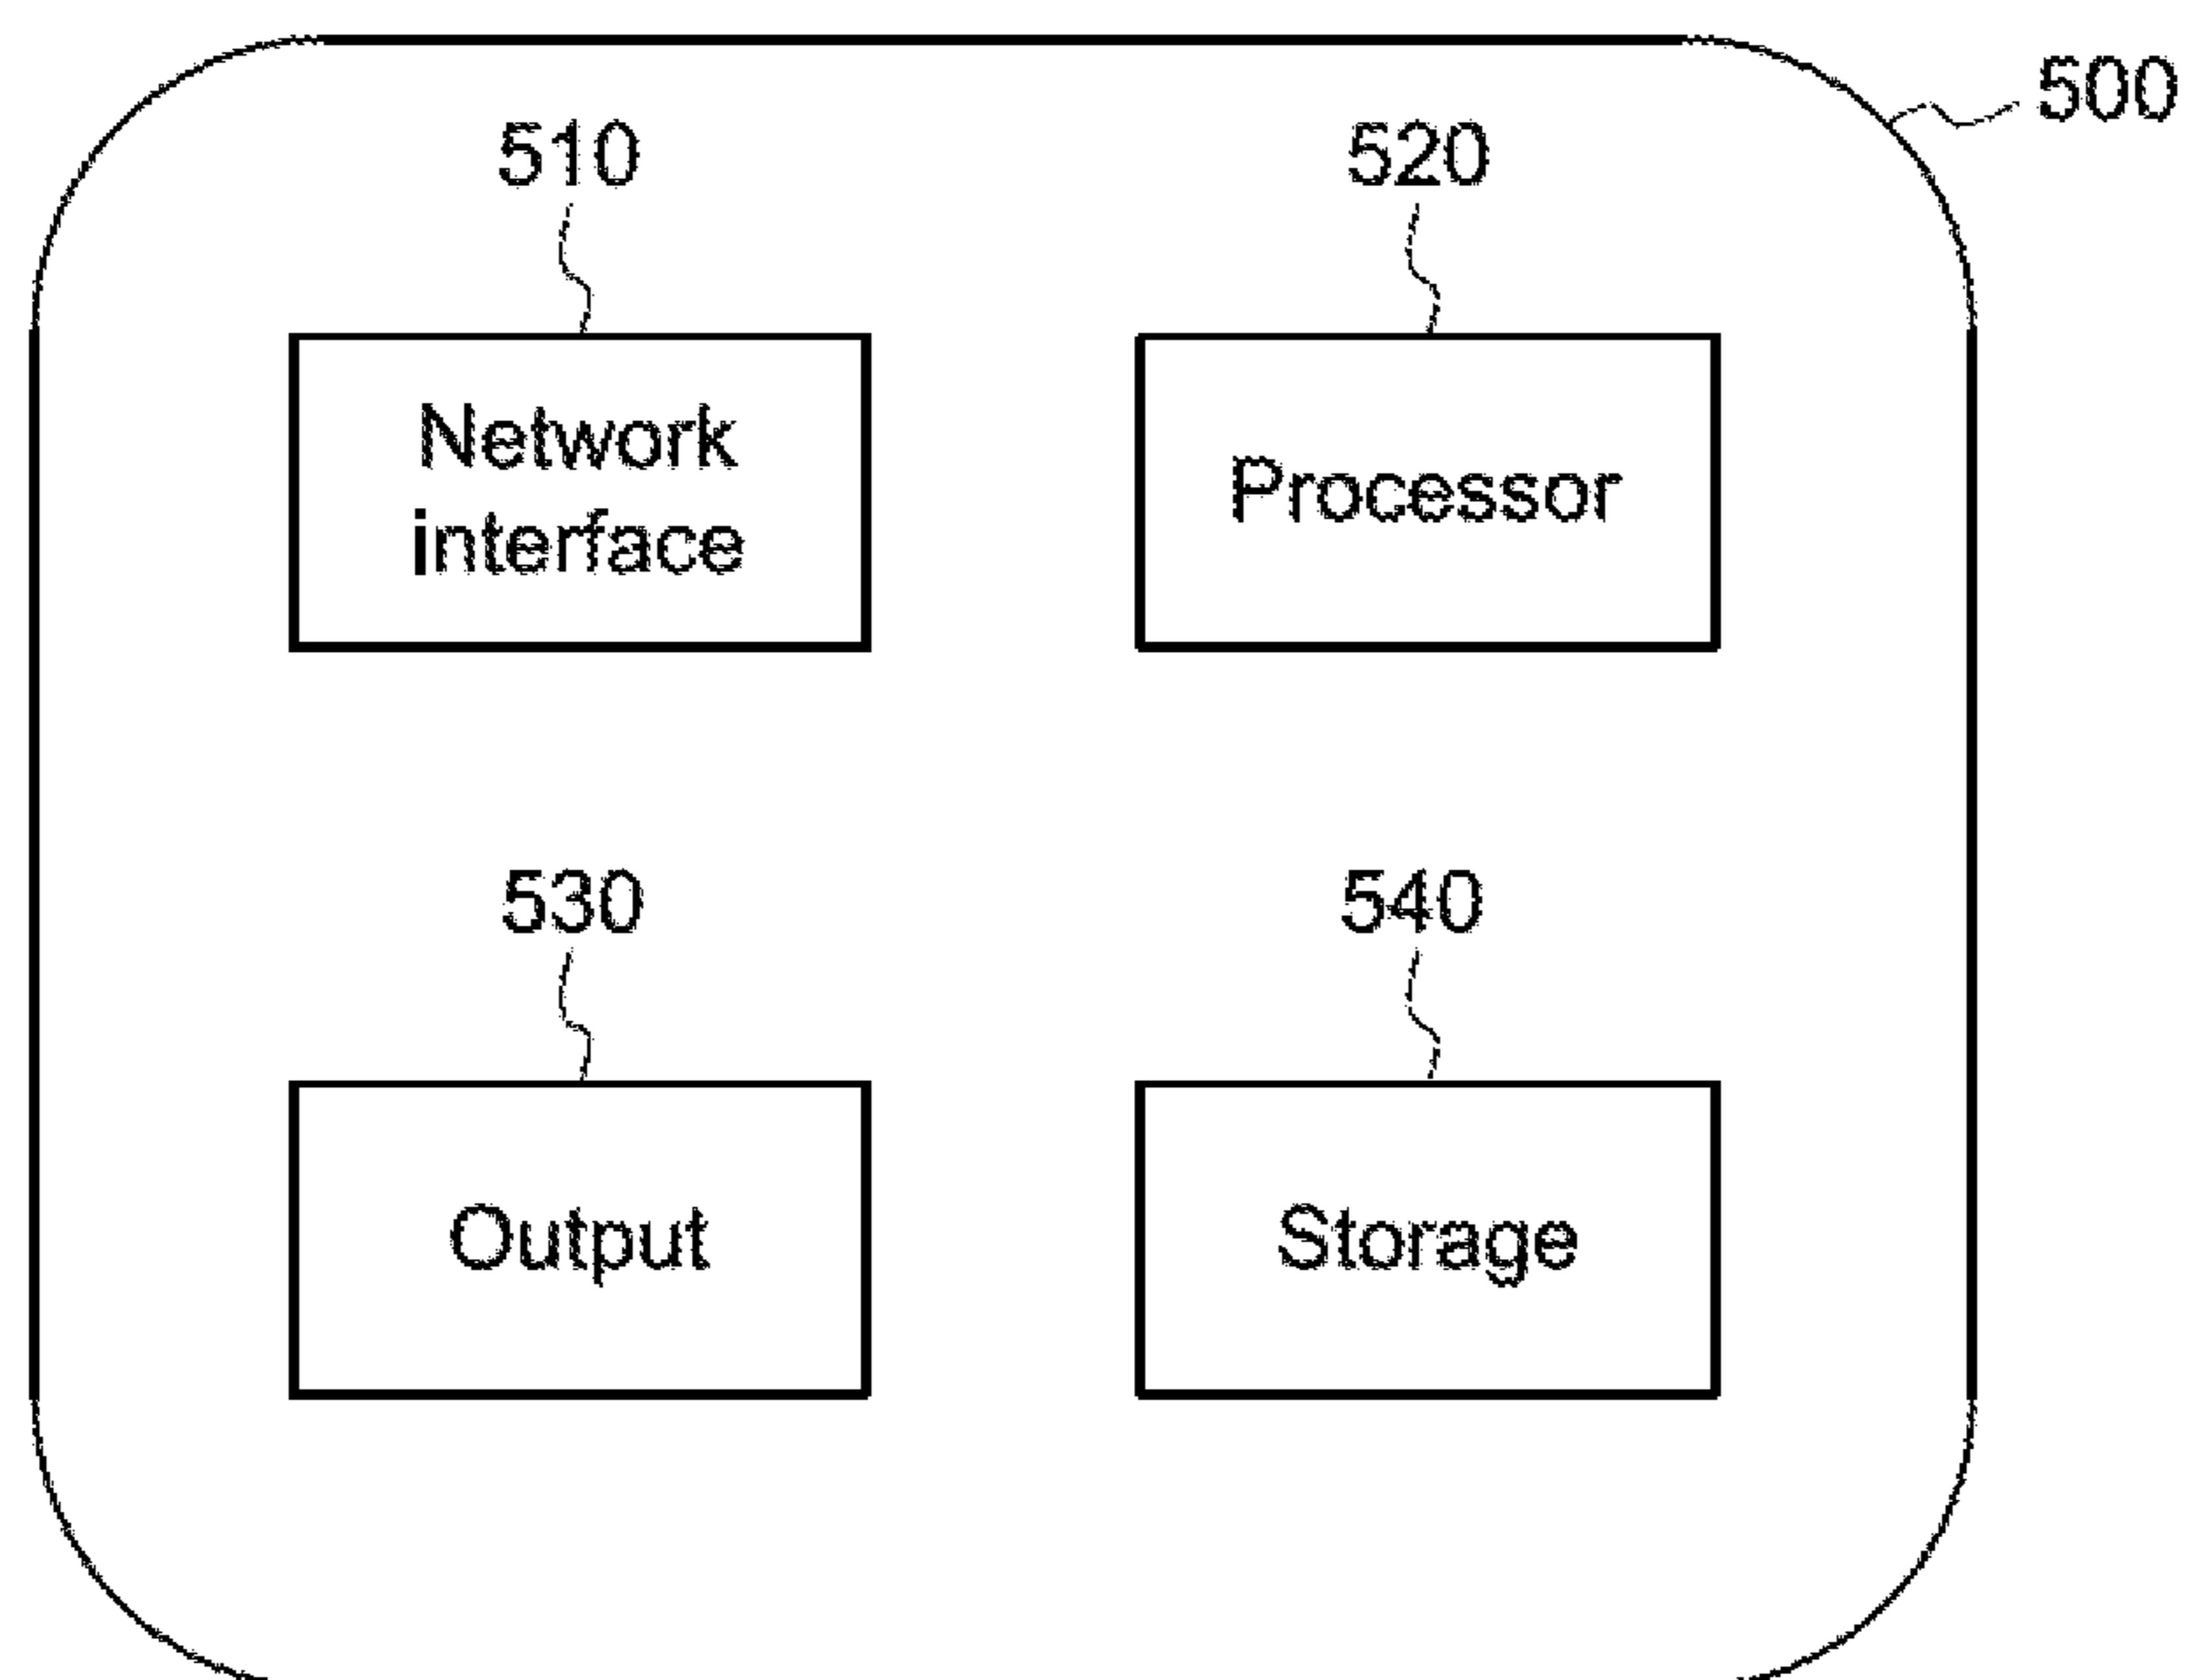 500
510
520
Network
interface
Processor
530
540
Output
Storage